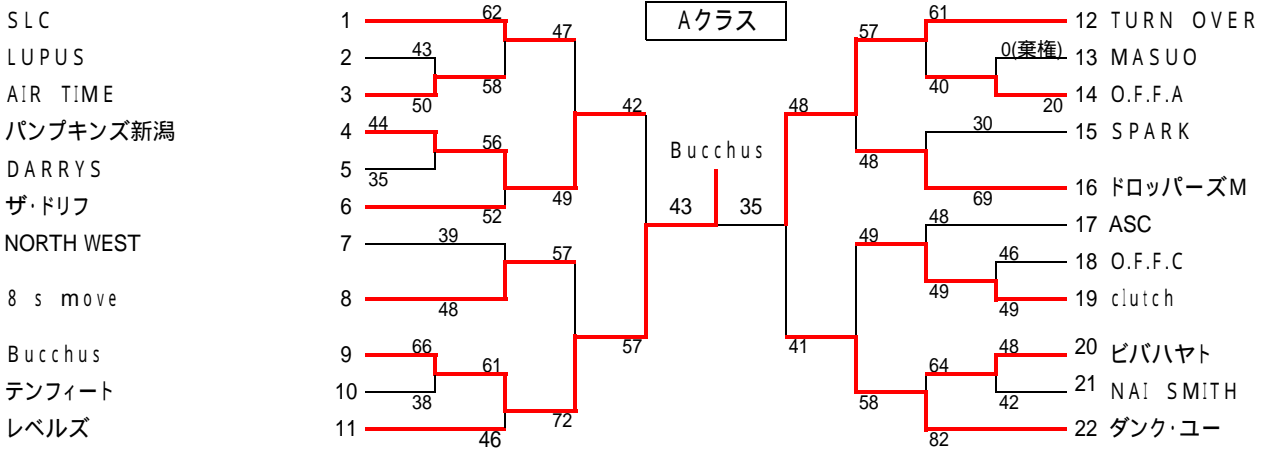 Aクラス
SLC 1 62
47
LUPUS 2 43
58
AIR TIME 3 50
42
パンプキンズ新潟 4 44
56
DARRYS 5 35
49
ザ・ドリフ 6 52
NORTH WEST 7 39
57
8 s move 8 48
57
Bucchus 9 66
61
テンフィート 10 38
72
レベルズ 11 46
Bucchus
43 35
61 12 TURN OVER
57
0(棄権) 13 MASUO
40
20 14 O.F.F.A
48
30 15 SPARK
48
69 16 ドロッパーズM
48 17 ASC
49
46 18 O.F.F.C
49
49 19 clutch
41
48 20 ビバハヤト
64
42 21 NAI SMITH
58
82 22 ダンク・ユー